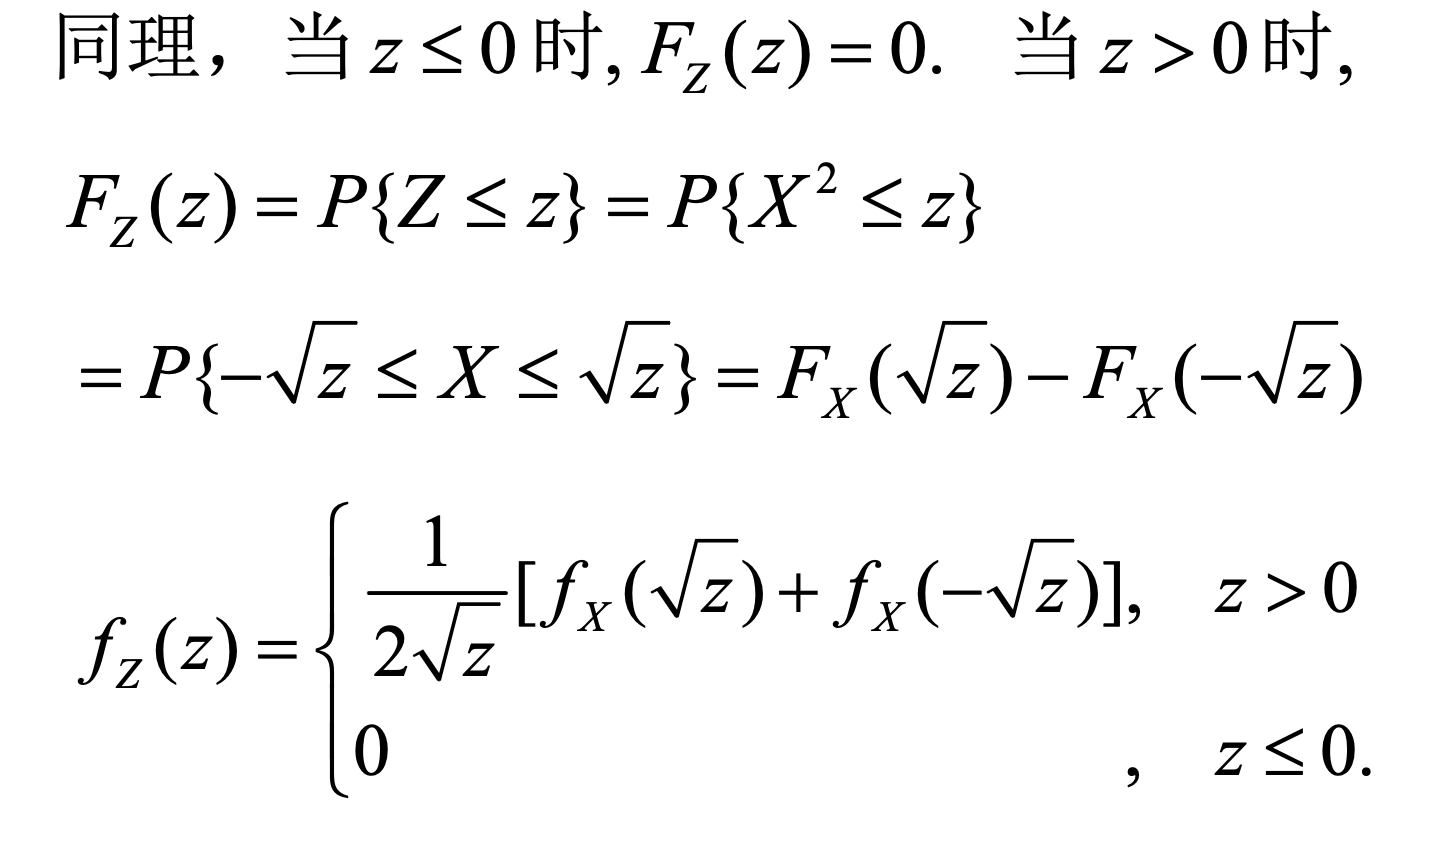 同理，当 z ≤ 0 时, F_Z(z) = 0. 当 z > 0 时,
F_Z(z) = P{Z ≤ z} = P{X² ≤ z}
= P{−√z ≤ X ≤ √z} = F_X(√z) − F_X(−√z)
f_Z(z) = { 1/(2√z) [f_X(√z) + f_X(−√z)], z > 0
0 , z ≤ 0.